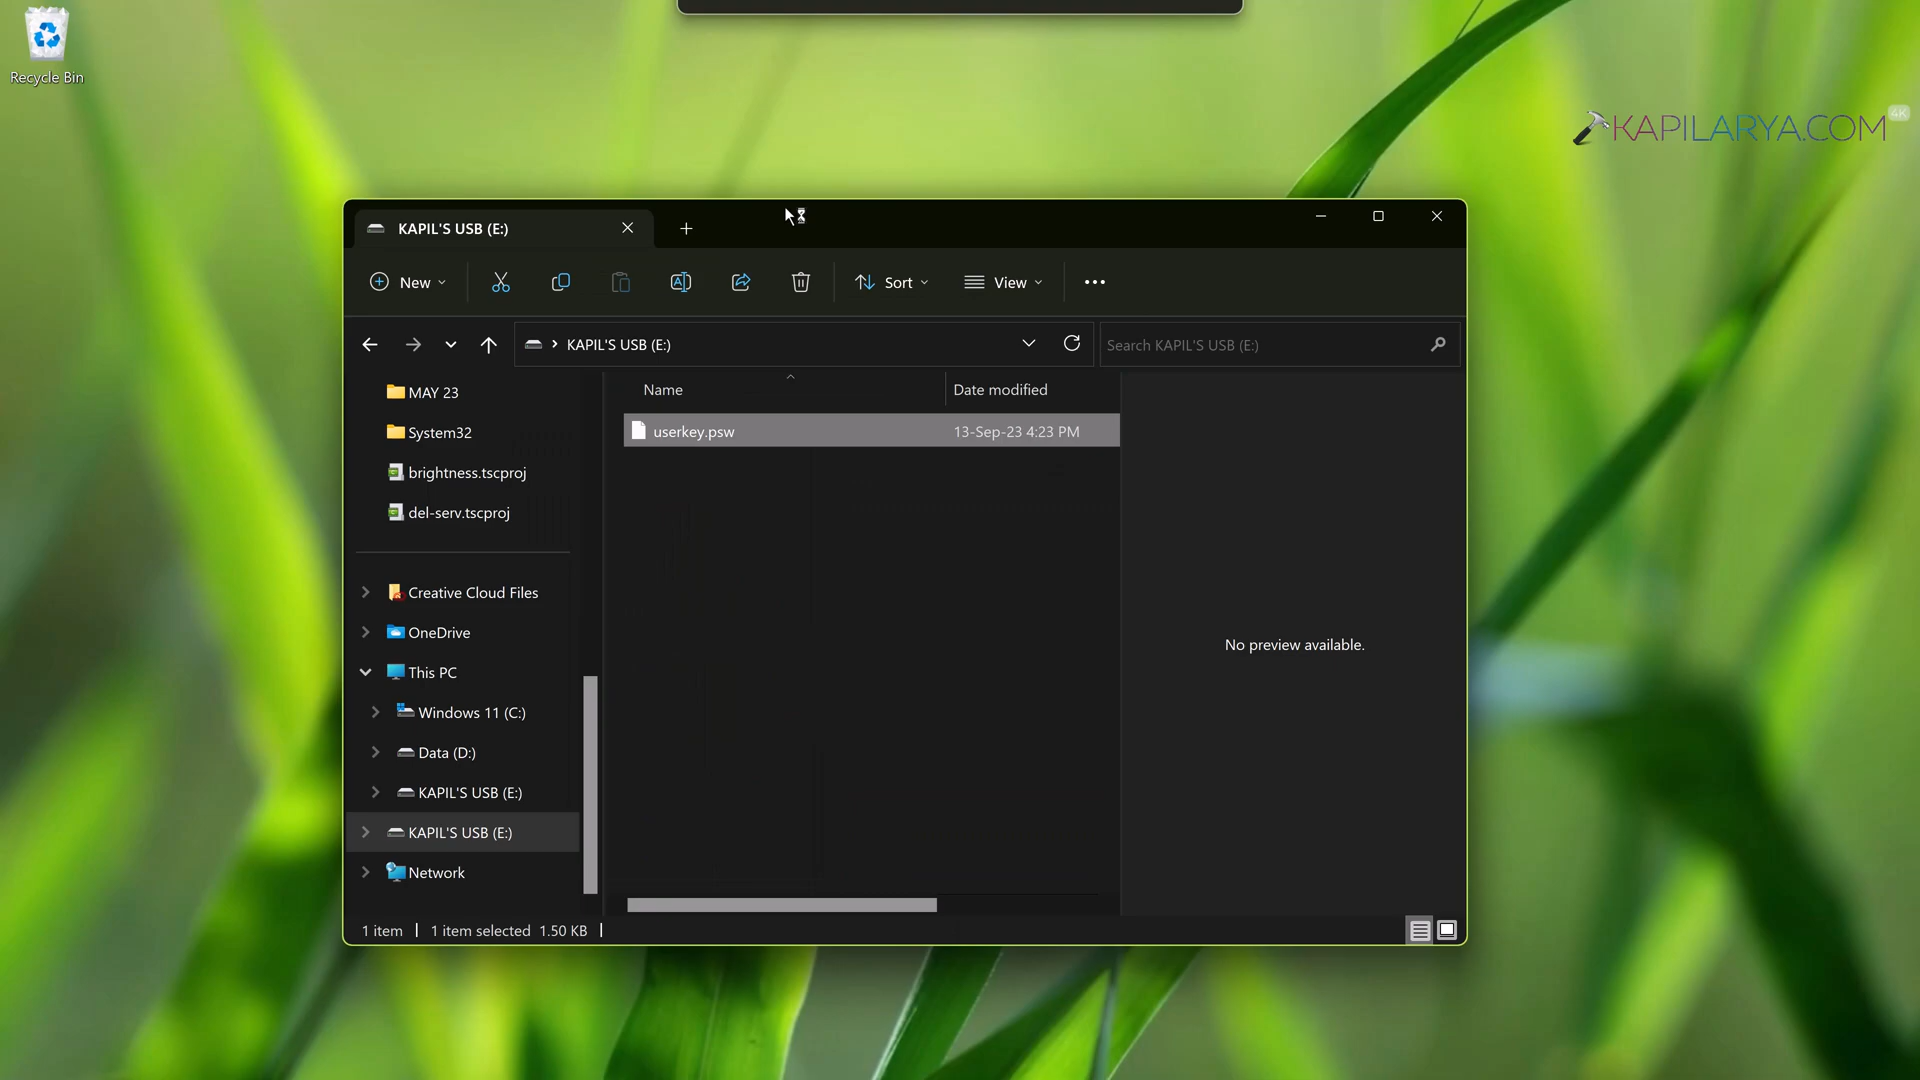 Recycle Bin
KAPILARYA.COM
4K
KAPIL'S USB (E:)
New
Sort
View
KAPIL'S USB (E:)
Search KAPIL'S USB (E:)
Name
Date modified
userkey.psw
13-Sep-23 4:23 PM
MAY 23
System32
brightness.tscproj
del-serv.tscproj
Creative Cloud Files
OneDrive
This PC
Windows 11 (C:)
Data (D:)
KAPIL'S USB (E:)
KAPIL'S USB (E:)
Network
No preview available.
1 item
1 item selected 1.50 KB